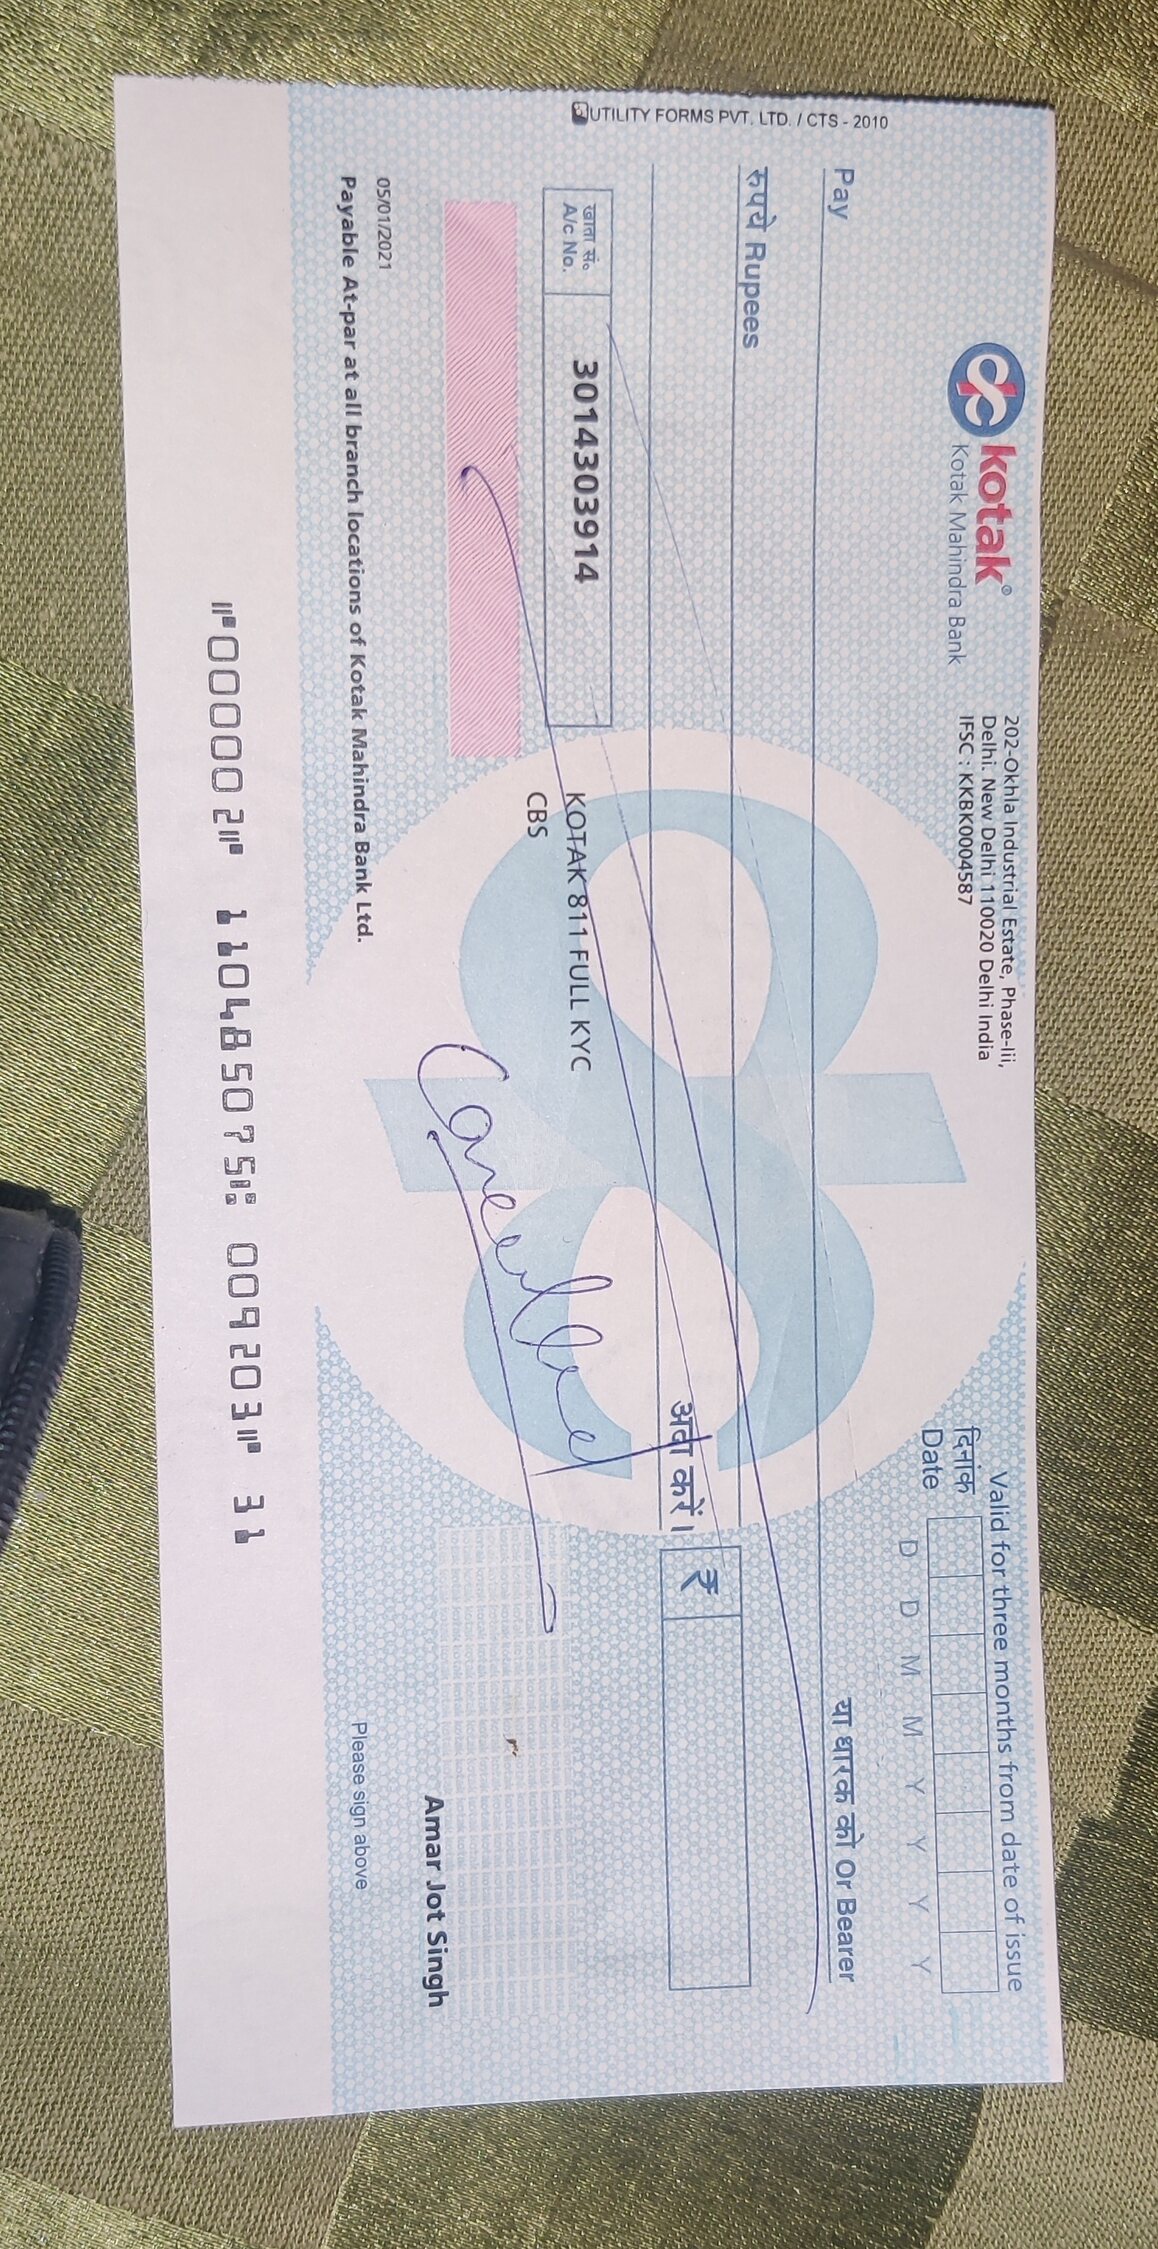 kotak®
Kotak Mahindra Bank
202-Okhla Industrial Estate, Phase-Iii,
Delhi. New Delhi 110020 Delhi India
IFSC : KKBK0004587
Valid for three months from date of issue
दिनांक
Date
D D M M Y Y Y Y
Pay
या धारक को Or Bearer
रुपये Rupees
अदा करें।
₹
खाता सं०
A/c No.
3014303914
KOTAK 811 FULL KYC
CBS
Cancelled
Amar Jot Singh
05/01/2021
Payable At-par at all branch locations of Kotak Mahindra Bank Ltd.
Please sign above
⑈000002⑈ 110485075⑆ 009203⑈ 31
UTILITY FORMS PVT. LTD. / CTS - 2010